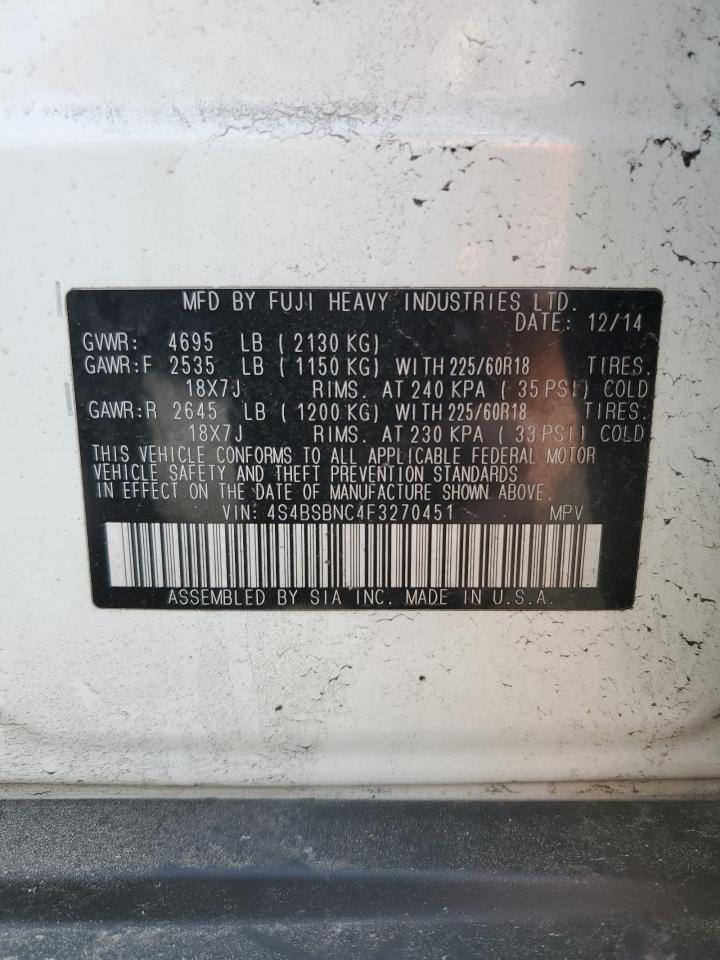 MFD BY FUJI HEAVY INDUSTRIES LTD.
DATE: 12/14
GVWR: 4695 LB ( 2130 KG)
GAWR:F 2535 LB ( 1150 KG) WITH 225/60R18 TIRES.
18X7J RIMS. AT 240 KPA ( 35 PSI) COLD
GAWR:R 2645 LB ( 1200 KG) WITH 225/60R18 TIRES.
18X7J RIMS. AT 230 KPA ( 33 PSI) COLD
THIS VEHICLE CONFORMS TO ALL APPLICABLE FEDERAL MOTOR
VEHICLE SAFETY AND THEFT PREVENTION STANDARDS
IN EFFECT ON THE DATE OF MANUFACTURE SHOWN ABOVE.
VIN: 4S4BSBNC4F3270451 MPV
ASSEMBLED BY SIA INC. MADE IN U.S.A.